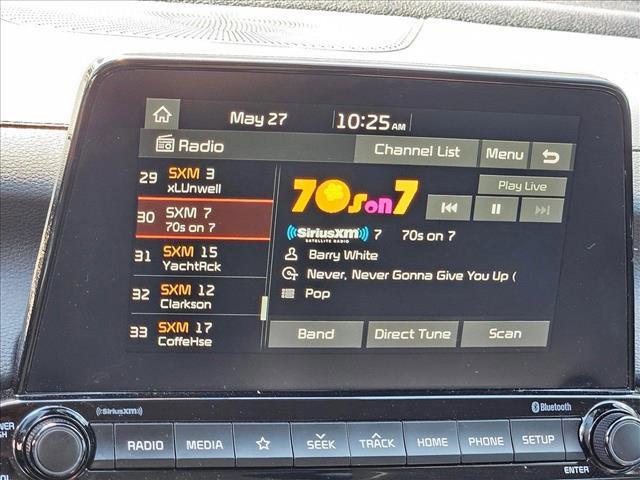 May 27 10:25 AM
Radio Channel List Menu
29 SXM 3
xLUnwell
30 SXM 7
70s on 7
31 SXM 15
YachtRck
32 SXM 12
Clarkson
33 SXM 17
CoffeHse
70s on 7
Play Live
SiriusXM 7 70s on 7
SATELLITE RADIO
Barry White
Never, Never Gonna Give You Up (
Pop
Band Direct Tune Scan
SiriusXM Bluetooth
RADIO MEDIA SEEK TRACK HOME PHONE SETUP
ENTER